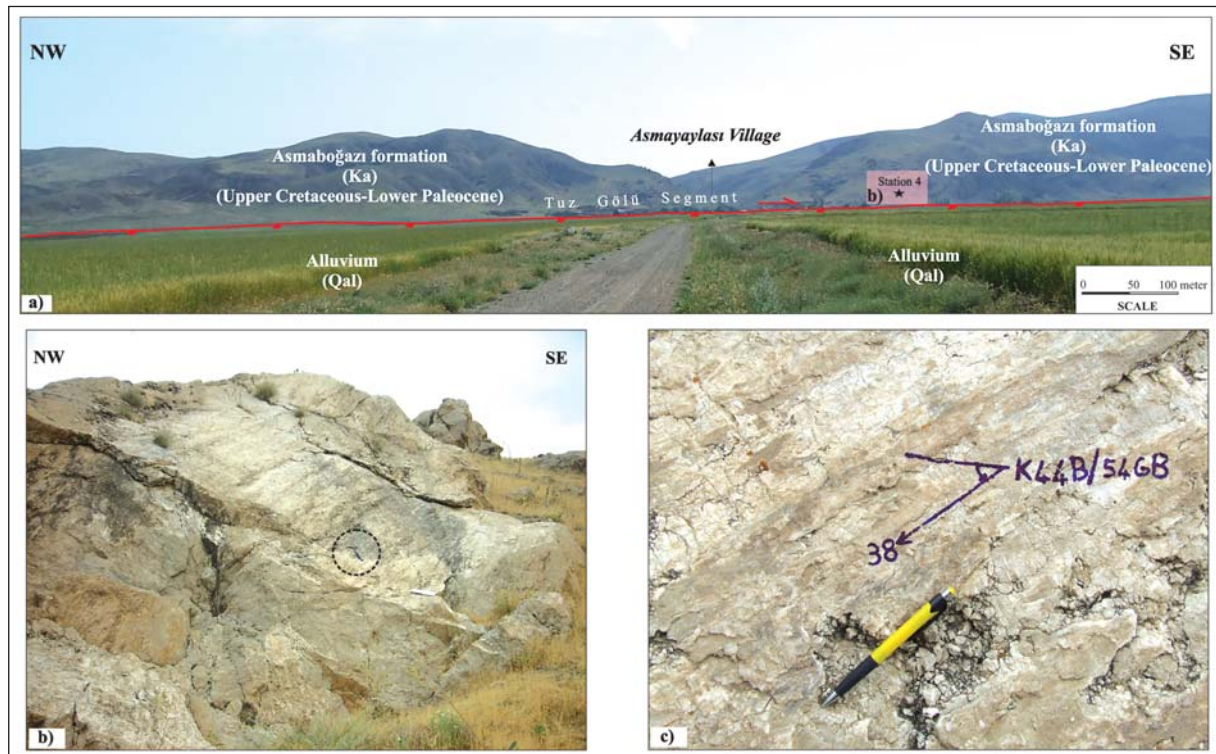 NW
SE
Asmayaylası Village
Asmaboğazı formation
(Ka)
(Upper Cretaceous-Lower Paleocene)
Asmaboğazı formation
(Ka)
(Upper Cretaceous-Lower Paleocene)
Station 4
b)
Tuz Gölü Segment
Alluvium
(Qal)
Alluvium
(Qal)
0 50 100 meter
SCALE
a)
NW
SE
b)
K44B/54GB
38
c)